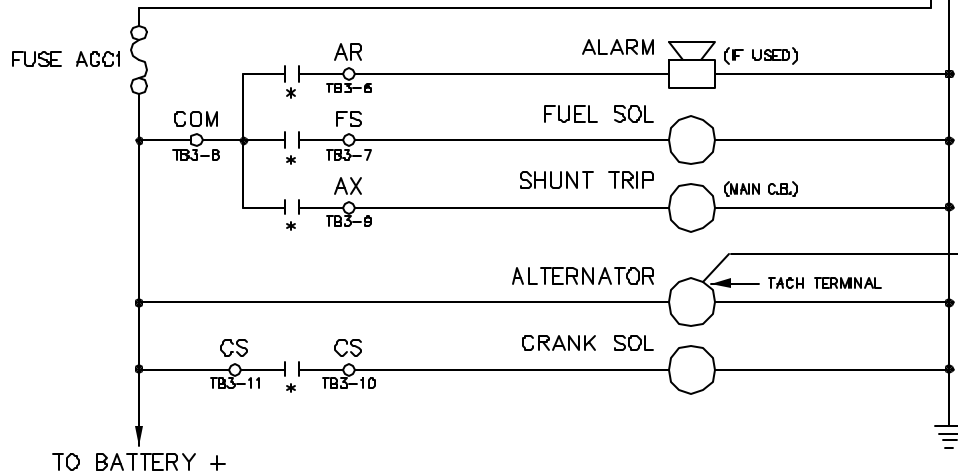 FUSE AGC1
AR
TB3-6
ALARM
(IF USED)
COM
TB3-8
FS
TB3-7
FUEL SOL
AX
TB3-9
SHUNT TRIP
(MAIN C.B.)
ALTERNATOR
TACH TERMINAL
CS
TB3-11
CS
TB3-10
CRANK SOL
TO BATTERY +